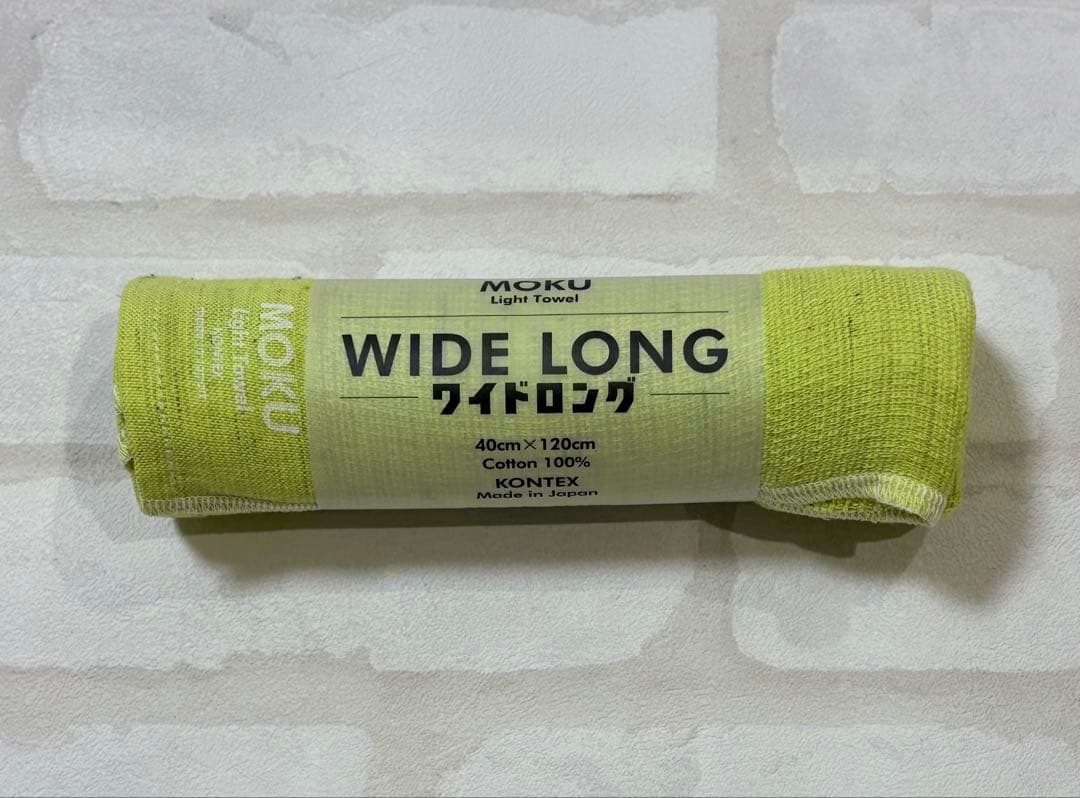 MOKU
Light Towel
WIDE LONG
ワイドロング
40cm×120cm
Cotton 100%
KONTEX
Made in Japan
MOKU
Light Towel
kontex